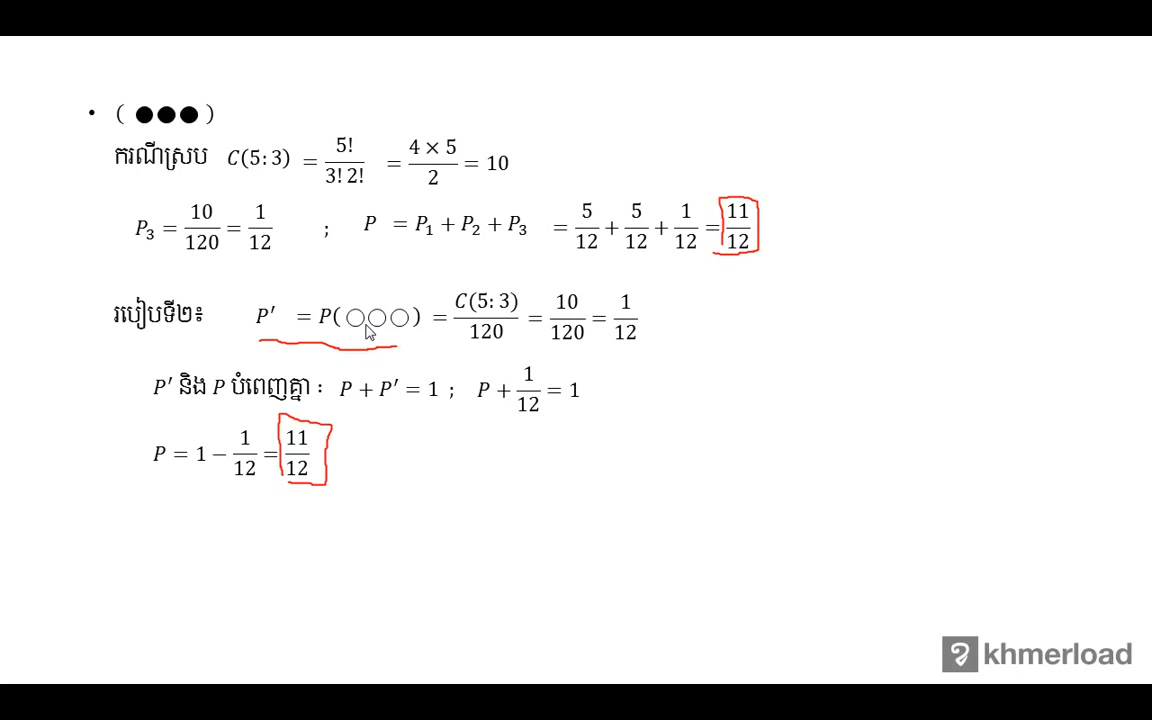 • ( ●●● )
ករណីស្រប C(5:3) = 5!/(3! 2!) = (4 × 5)/2 = 10
P₃ = 10/120 = 1/12 ; P = P₁ + P₂ + P₃ = 5/12 + 5/12 + 1/12 = 11/12
របៀបទី២៖ P′ = P( ○○○ ) = C(5:3)/120 = 10/120 = 1/12
P′ និង P បំពេញគ្នា : P + P′ = 1 ; P + 1/12 = 1
P = 1 − 1/12 = 11/12
khmerload